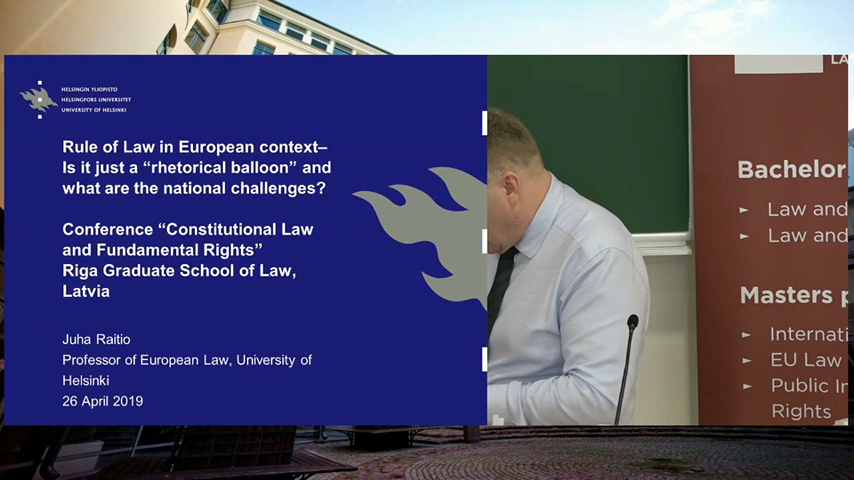 HELSINGIN YLIOPISTO
HELSINGFORS UNIVERSITET
UNIVERSITY OF HELSINKI
Rule of Law in European context–
Is it just a “rhetorical balloon” and
what are the national challenges?
Conference “Constitutional Law
and Fundamental Rights”
Riga Graduate School of Law,
Latvia
Juha Raitio
Professor of European Law, University of
Helsinki
26 April 2019
LA
Bachelor
► Law and
► Law and
Masters p
► Internati
► EU Law
► Public In
Rights